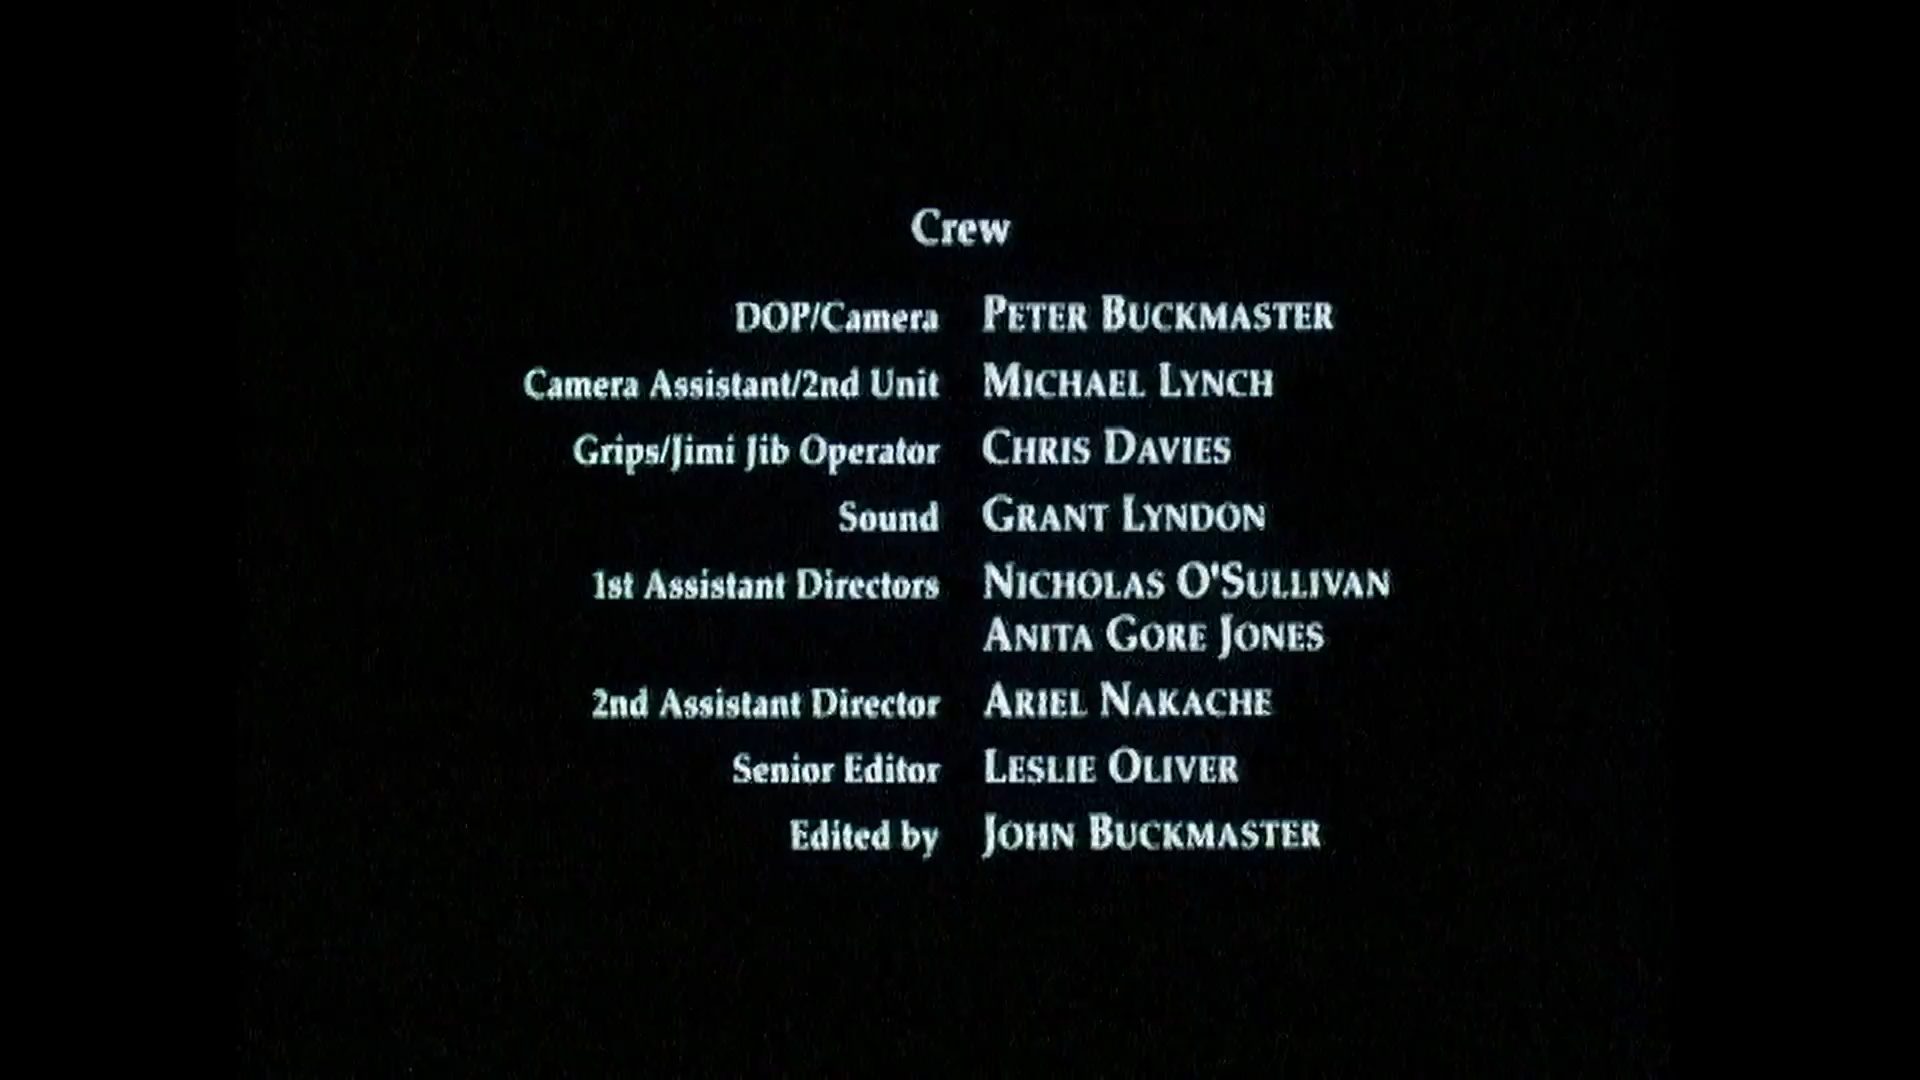 Crew
DOP/Camera PETER BUCKMASTER
Camera Assistant/2nd Unit MICHAEL LYNCH
Grips/Jimi Jib Operator CHRIS DAVIES
Sound GRANT LYNDON
1st Assistant Directors NICHOLAS O'SULLIVAN
ANITA GORE JONES
2nd Assistant Director ARIEL NAKACHE
Senior Editor LESLIE OLIVER
Edited by JOHN BUCKMASTER